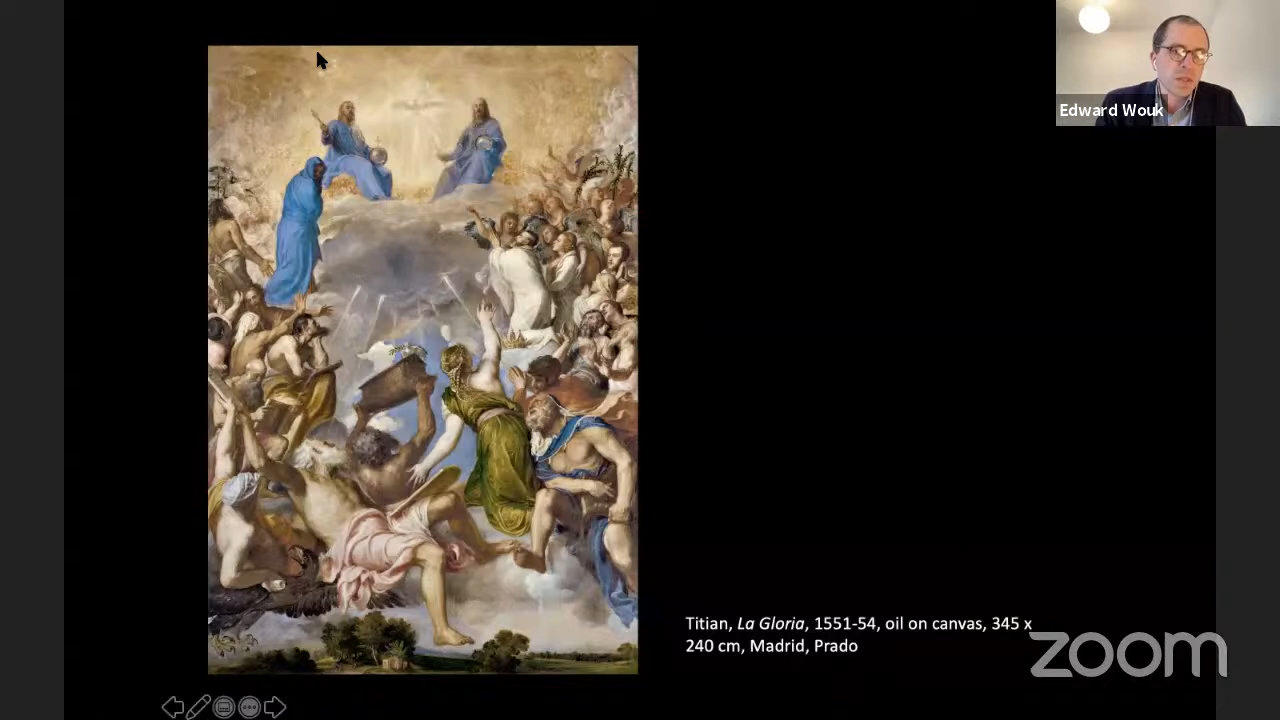 Edward Wouk
Titian, La Gloria, 1551-54, oil on canvas, 345 x
240 cm, Madrid, Prado
zoom